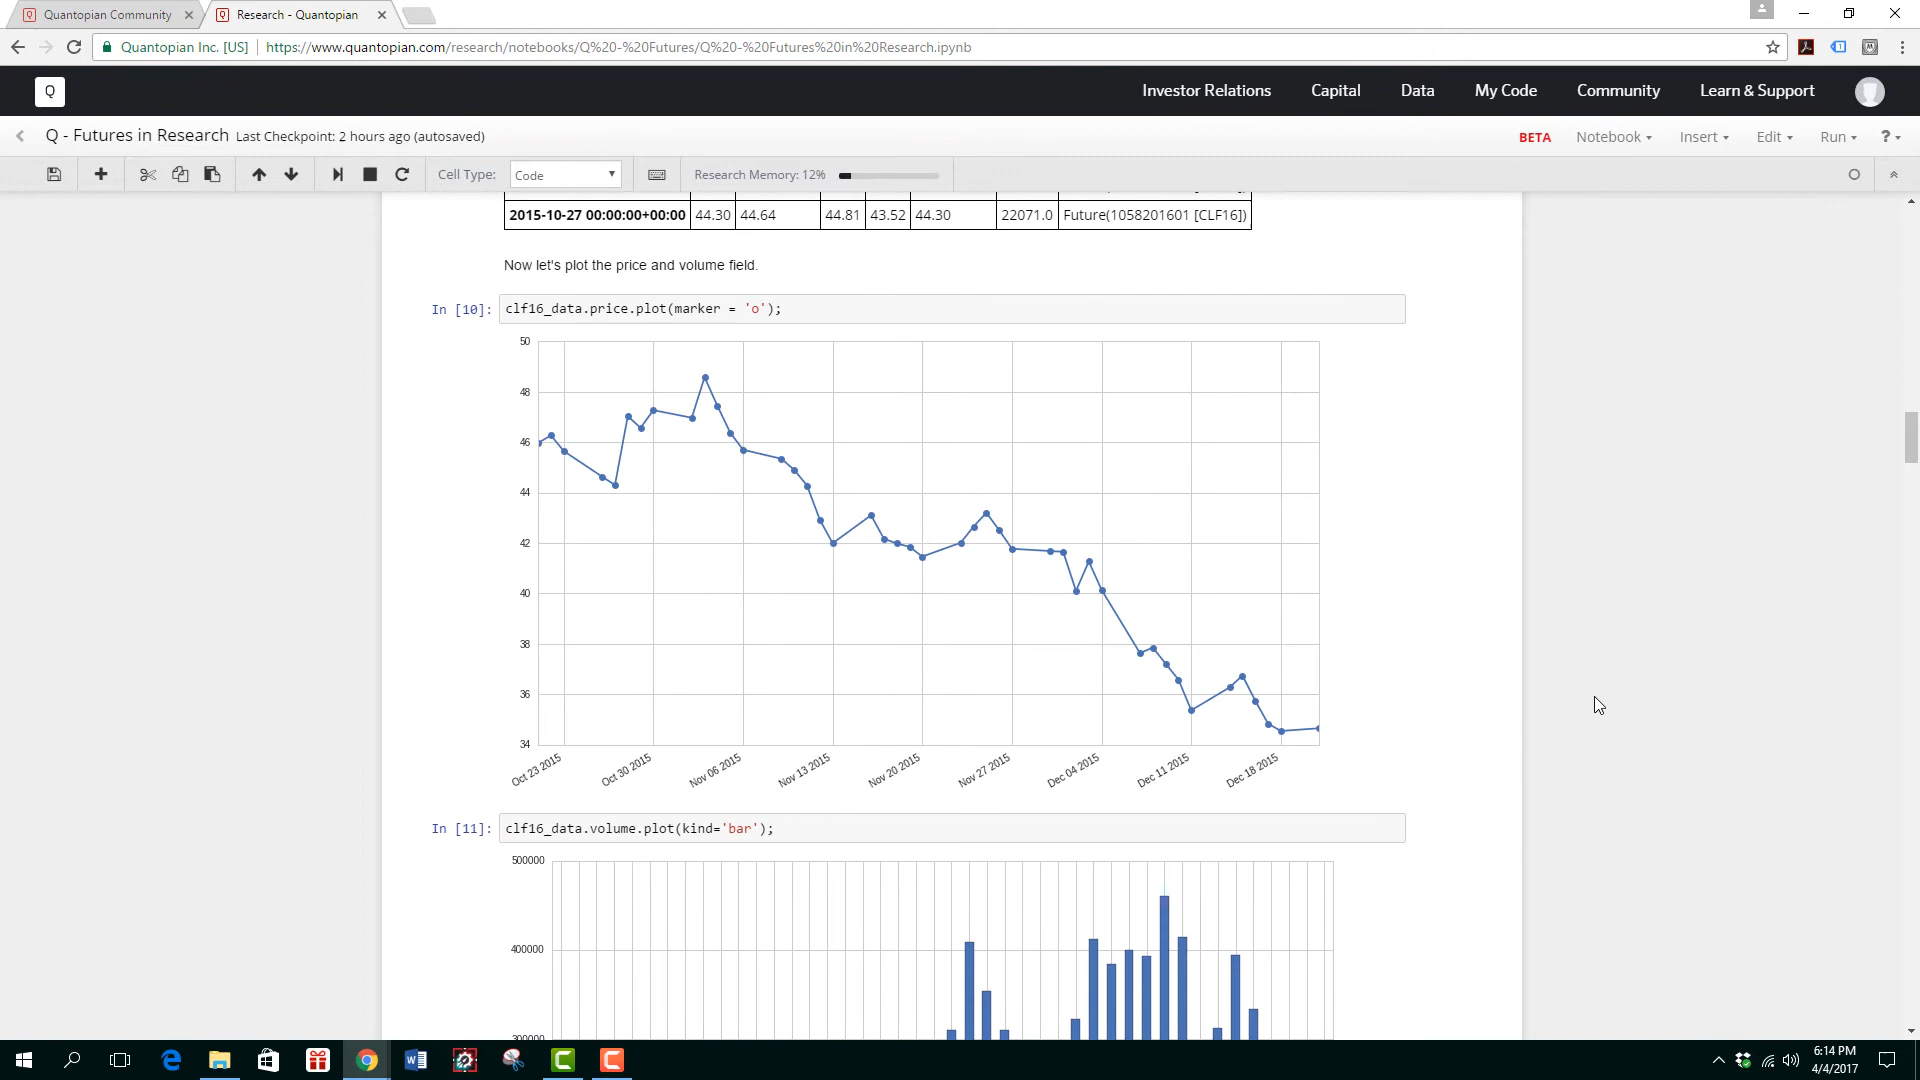 Quantopian Community
Research - Quantopian
Quantopian Inc. [US] https://www.quantopian.com/research/notebooks/Q%20-%20Futures/Q%20-%20Futures%20in%20Research.ipynb
Q Investor Relations Capital Data My Code Community Learn & Support
Q - Futures in Research Last Checkpoint: 2 hours ago (autosaved) BETA Notebook Insert Edit Run ?
Cell Type: Code Research Memory: 12%
2015-10-27 00:00:00+00:00 44.30 44.64 44.81 43.52 44.30 22071.0 Future(1058201601 [CLF16])
Now let's plot the price and volume field.
In [10]: clf16_data.price.plot(marker = 'o');
50
48
46
44
42
40
38
36
34
Oct 23 2015 Oct 30 2015 Nov 06 2015 Nov 13 2015 Nov 20 2015 Nov 27 2015 Dec 04 2015 Dec 11 2015 Dec 18 2015
In [11]: clf16_data.volume.plot(kind='bar');
500000
400000
300000
6:14 PM
4/4/2017